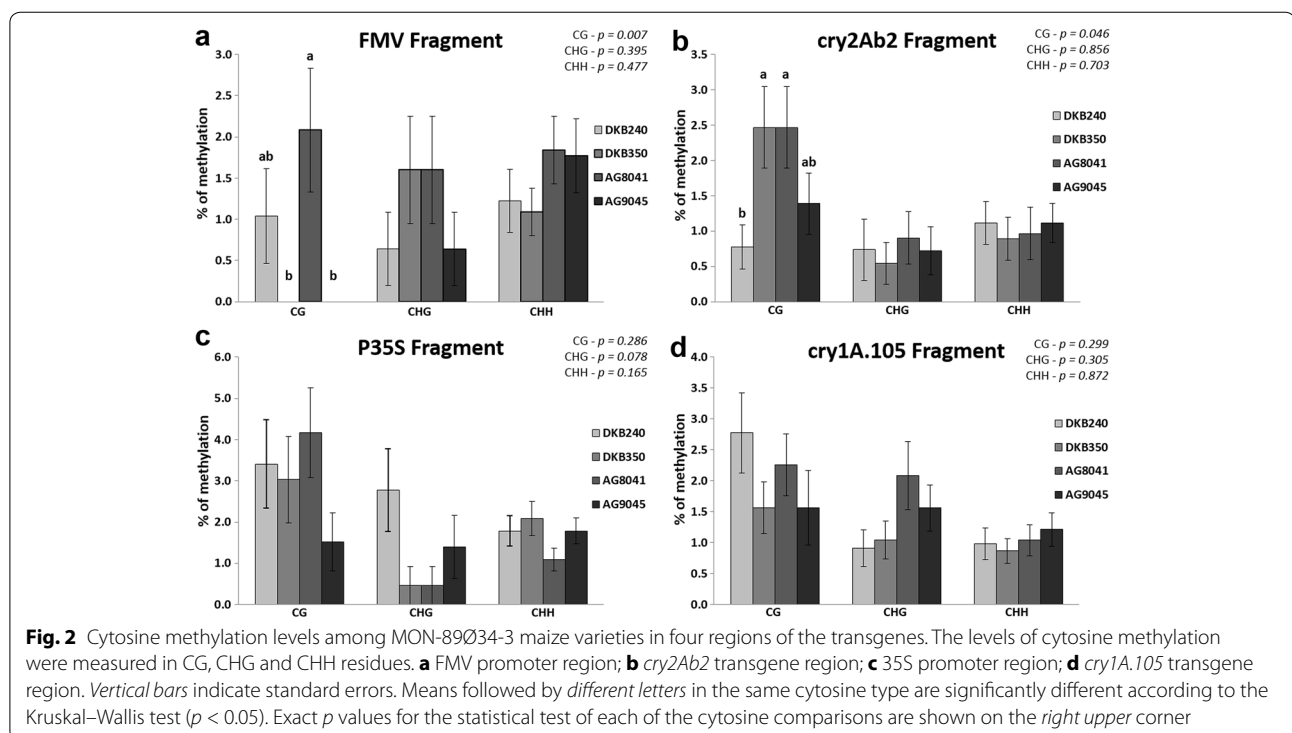 a
FMV Fragment
CG - p = 0.007
CHG - p = 0.395
CHH - p = 0.477
% of methylation
3.0
2.5
2.0
1.5
1.0
0.5
0.0
ab
b
a
b
CG
CHG
CHH
DKB240
DKB350
AG8041
AG9045
b
cry2Ab2 Fragment
CG - p = 0.046
CHG - p = 0.856
CHH - p = 0.703
% of methylation
3.5
3.0
2.5
2.0
1.5
1.0
0.5
0.0
b
a
a
ab
CG
CHG
CHH
DKB240
DKB350
AG8041
AG9045
c
P35S Fragment
CG - p = 0.286
CHG - p = 0.078
CHH - p = 0.165
% of methylation
6.0
5.0
4.0
3.0
2.0
1.0
0.0
CG
CHG
CHH
DKB240
DKB350
AG8041
AG9045
d
cry1A.105 Fragment
CG - p = 0.299
CHG - p = 0.305
CHH - p = 0.872
% of methylation
4.0
3.5
3.0
2.5
2.0
1.5
1.0
0.5
0.0
CG
CHG
CHH
DKB240
DKB350
AG8041
AG9045
Fig. 2 Cytosine methylation levels among MON-89Ø34-3 maize varieties in four regions of the transgenes. The levels of cytosine methylation
were measured in CG, CHG and CHH residues. a FMV promoter region; b cry2Ab2 transgene region; c 35S promoter region; d cry1A.105 transgene
region. Vertical bars indicate standard errors. Means followed by different letters in the same cytosine type are significantly different according to the
Kruskal–Wallis test (p < 0.05). Exact p values for the statistical test of each of the cytosine comparisons are shown on the right upper corner